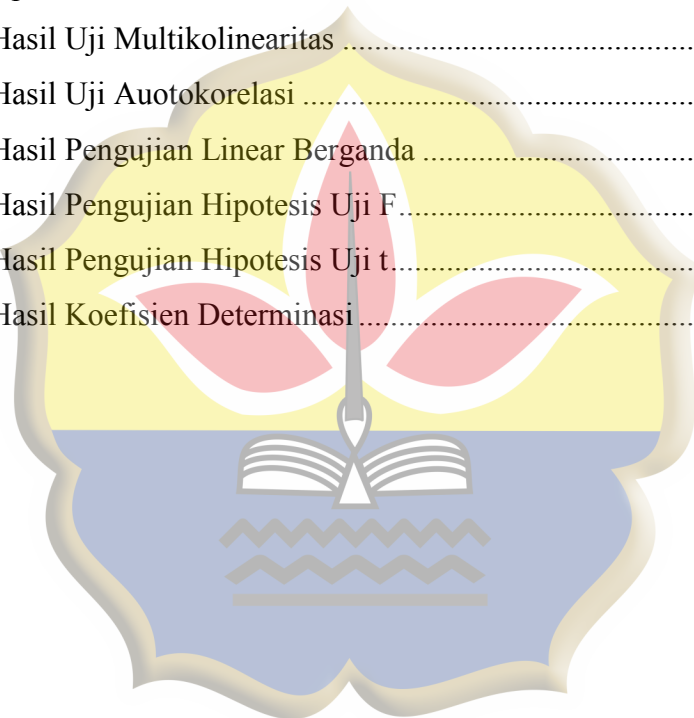 Hasil Uji Multikolinearitas ........................................................
Hasil Uji Auotokorelasi ...............................................................
Hasil Pengujian Linear Berganda ...........................................
Hasil Pengujian Hipotesis Uji F...............................................
Hasil Pengujian Hipotesis Uji t................................................
Hasil Koefisien Determinasi.....................................................